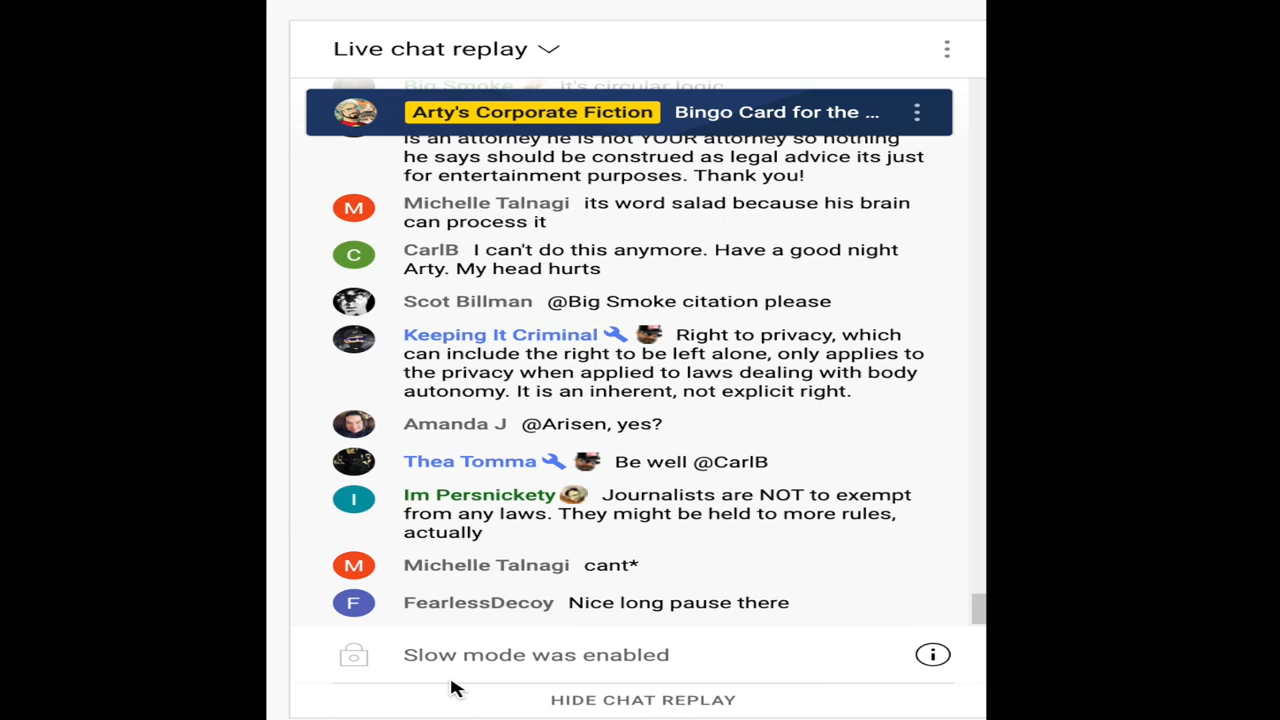 Live chat replay
Big Smoke It's circular logic
Arty's Corporate Fiction Bingo Card for the ...
is an attorney he is not YOUR attorney so nothing
he says should be construed as legal advice its just
for entertainment purposes. Thank you!
M Michelle Talnagi its word salad because his brain
can process it
C CarlB I can't do this anymore. Have a good night
Arty. My head hurts
Scot Billman @Big Smoke citation please
Keeping It Criminal Right to privacy, which
can include the right to be left alone, only applies to
the privacy when applied to laws dealing with body
autonomy. It is an inherent, not explicit right.
Amanda J @Arisen, yes?
Thea Tomma Be well @CarlB
I Im Persnickety Journalists are NOT to exempt
from any laws. They might be held to more rules,
actually
M Michelle Talnagi cant*
F FearlessDecoy Nice long pause there
Slow mode was enabled
HIDE CHAT REPLAY